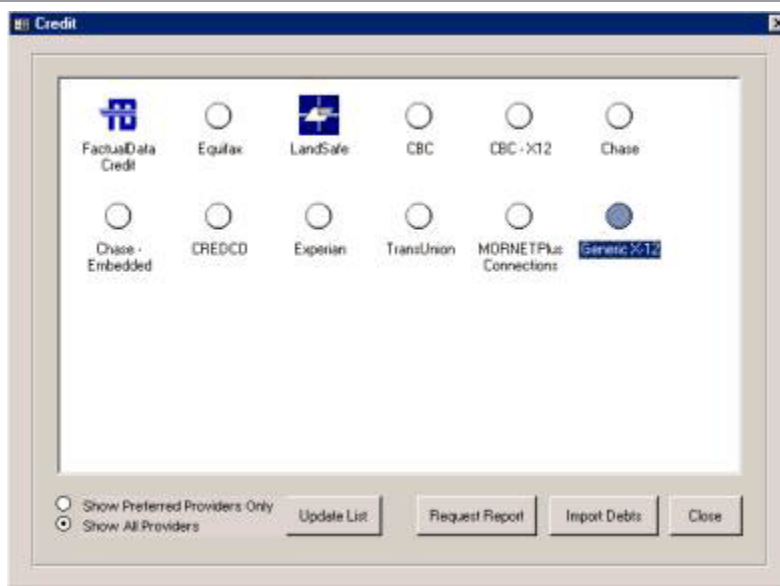 Credit
FactualData
Credit
Equifax
LandSafe
CBC
CBC - X12
Chase
Chase -
Embedded
CREDCO
Experian
TransUnion
MORNETPlus
Connections
Generic X-12
Show Preferred Providers Only
Show All Providers
Update List
Request Report
Import Debts
Close